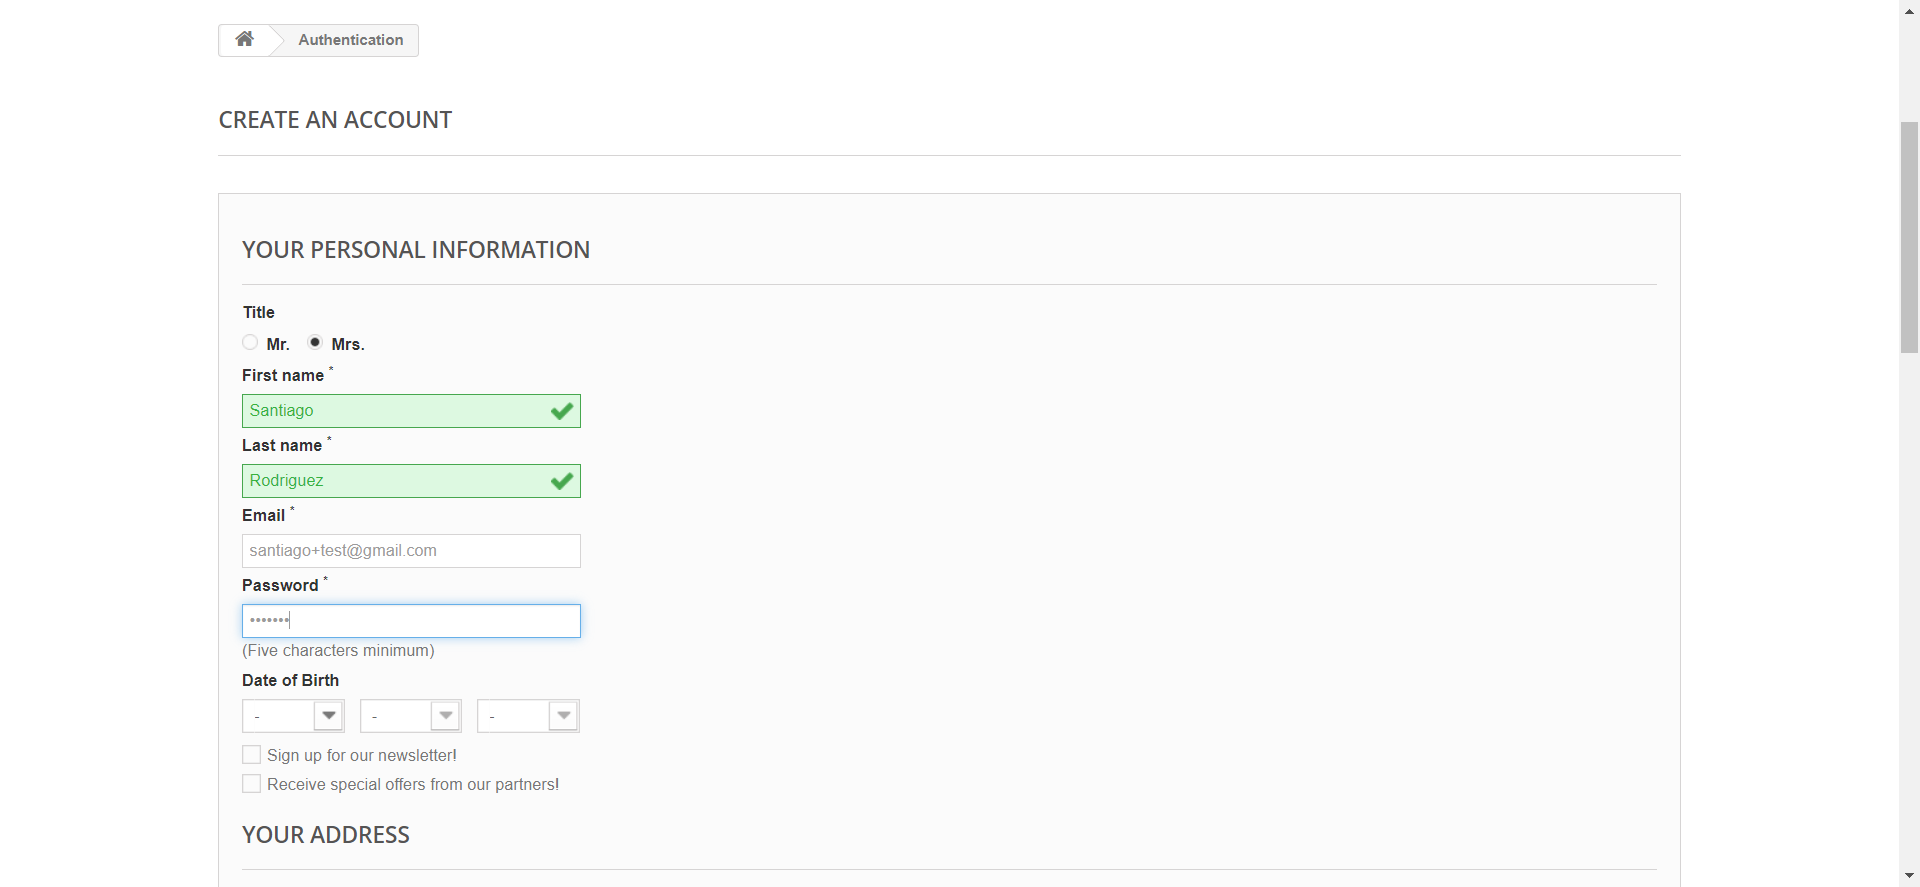 Authentication
CREATE AN ACCOUNT
YOUR PERSONAL INFORMATION
Title
Mr. Mrs.
First name *
Santiago
Last name *
Rodriguez
Email *
santiago+test@gmail.com
Password *
•••••••
(Five characters minimum)
Date of Birth
- - -
Sign up for our newsletter!
Receive special offers from our partners!
YOUR ADDRESS